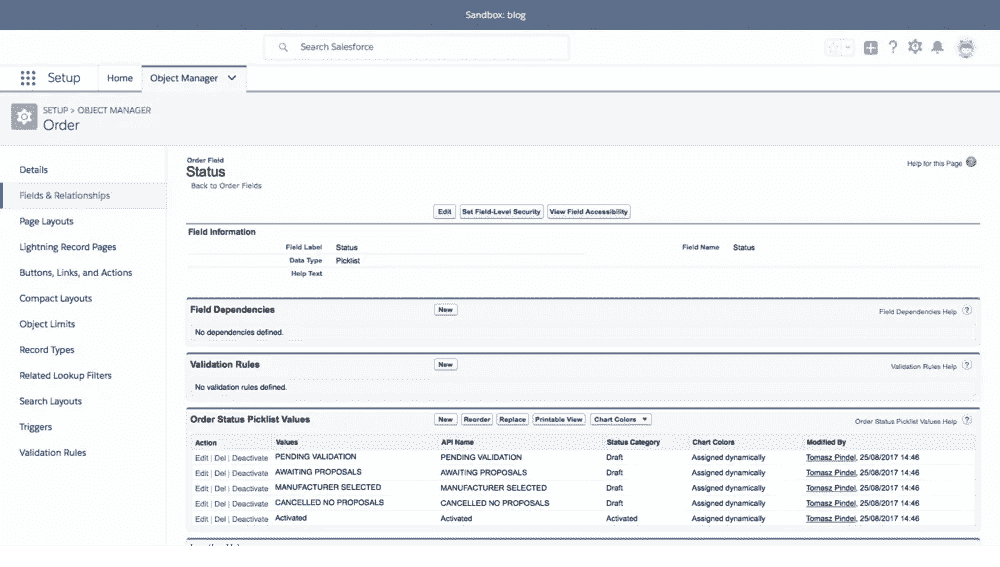 Sandbox: blog
Search Salesforce
Setup Home Object Manager
SETUP > OBJECT MANAGER
Order
Details
Fields & Relationships
Page Layouts
Lightning Record Pages
Buttons, Links, and Actions
Compact Layouts
Object Limits
Record Types
Related Lookup Filters
Search Layouts
Triggers
Validation Rules
Order Field
Status
Help for this Page
Back to Order Fields
Edit Set Field-Level Security View Field Accessibility
Field Information
Field Label Status Field Name Status
Data Type Picklist
Help Text
Field Dependencies New Field Dependencies Help ?
No dependencies defined.
Validation Rules New Validation Rules Help ?
No validation rules defined.
Order Status Picklist Values New Reorder Replace Printable View Chart Colors Order Status Picklist Values Help ?
Action Values API Name Status Category Chart Colors Modified By
Edit | Del | Deactivate PENDING VALIDATION PENDING VALIDATION Draft Assigned dynamically Tomasz Pindel, 25/08/2017 14:46
Edit | Del | Deactivate AWAITING PROPOSALS AWAITING PROPOSALS Draft Assigned dynamically Tomasz Pindel, 25/08/2017 14:46
Edit | Del | Deactivate MANUFACTURER SELECTED MANUFACTURER SELECTED Draft Assigned dynamically Tomasz Pindel, 25/08/2017 14:46
Edit | Del | Deactivate CANCELLED NO PROPOSALS CANCELLED NO PROPOSALS Draft Assigned dynamically Tomasz Pindel, 25/08/2017 14:46
Edit | Del | Deactivate Activated Activated Activated Assigned dynamically Tomasz Pindel, 25/08/2017 14:46